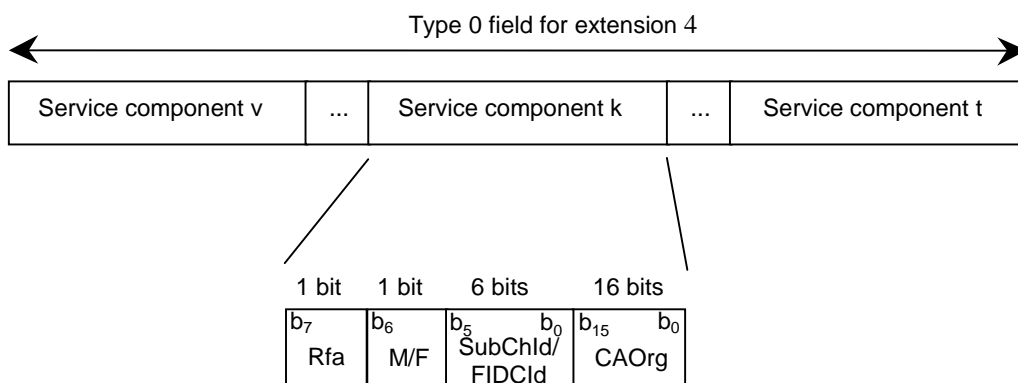 Type 0 field for extension 4
Service component v ... Service component k ... Service component t
1 bit 1 bit 6 bits 16 bits
b7 b6 b5 b0 b15 b0
Rfa M/F SubChId/ CAOrg
FIDCId